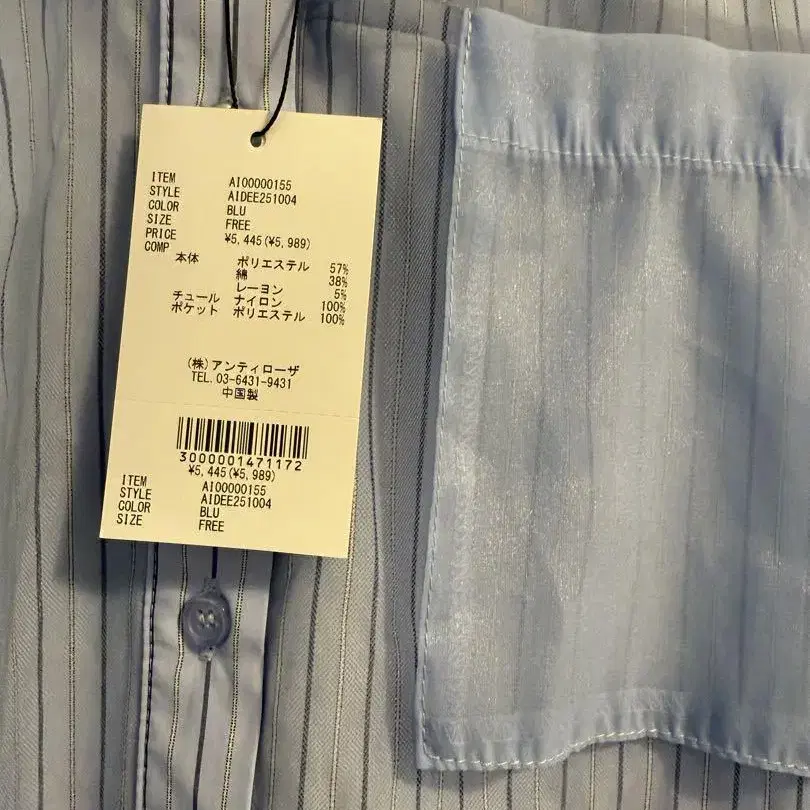 ITEM AI00000155
STYLE AIDEE251004
COLOR BLU
SIZE FREE
PRICE ¥5,445(¥5,989)
COMP
本体 ポリエステル 57%
綿 38%
レーヨン 5%
チュール ナイロン 100%
ポケット ポリエステル 100%
(株)アンティローザ
TEL.03-6431-9431
中国製
3000001471172
¥5,445(¥5,989)
ITEM AI00000155
STYLE AIDEE251004
COLOR BLU
SIZE FREE